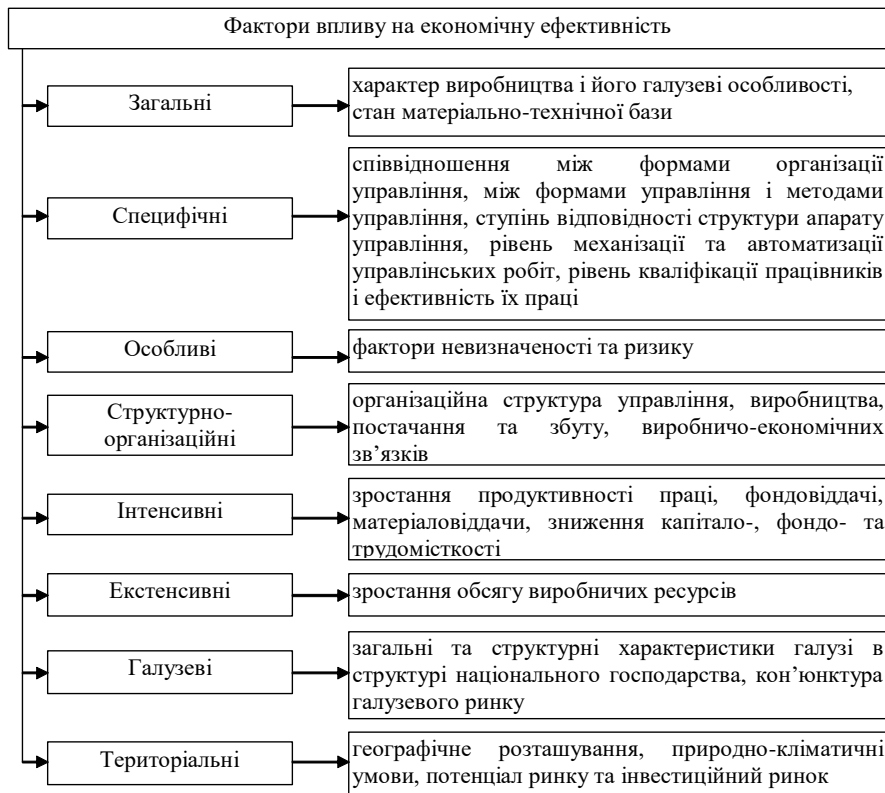 Фактори впливу на економічну ефективність
Загальні
характер виробництва і його галузеві особливості,
стан матеріально-технічної бази
Специфічні
співвідношення між формами організації
управління, між формами управління і методами
управління, ступінь відповідності структури апарату
управління, рівень механізації та автоматизації
управлінських робіт, рівень кваліфікації працівників
і ефективність їх праці
Особливі
фактори невизначеності та ризику
Структурно-
організаційні
організаційна структура управління, виробництва,
постачання та збуту, виробничо-економічних
зв’язків
Інтенсивні
зростання продуктивності праці, фондовіддачі,
матеріаловіддачи, зниження капітало-, фондо- та
трудомісткості
Екстенсивні
зростання обсягу виробничих ресурсів
Галузеві
загальні та структурні характеристики галузі в
структурі національного господарства, кон’юнктура
галузевого ринку
Територіальні
географічне розташування, природно-кліматичні
умови, потенціал ринку та інвестиційний ринок